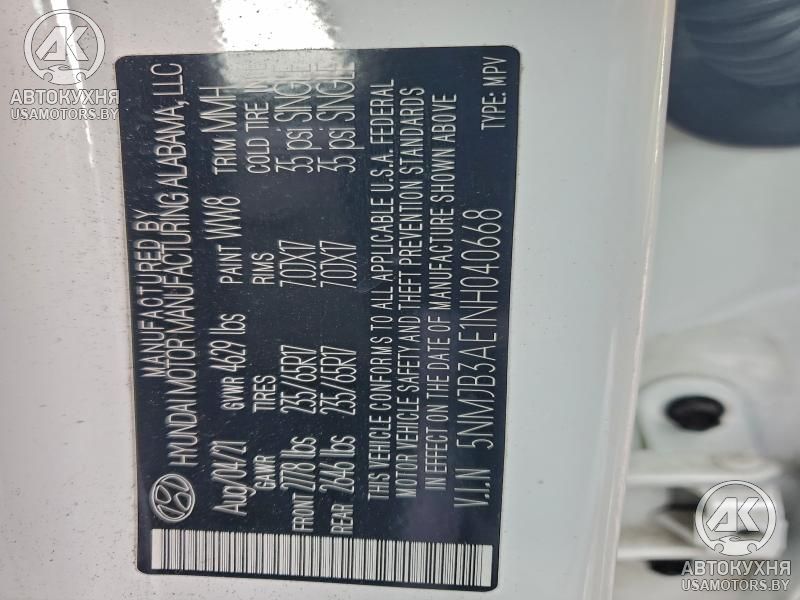 MANUFACTURED BY
HYUNDAI MOTOR MANUFACTURING ALABAMA, LLC
Aug/04/21 GVWR 4629 lbs PAINT WW8 TRIM MMH
GAWR TIRES RIMS COLD TIRE
FRONT 2778 lbs 235/65R17 7.0JX17 35 psi SINGLE
REAR 2646 lbs 235/65R17 7.0JX17 35 psi SINGLE
THIS VEHICLE CONFORMS TO ALL APPLICABLE U.S.A. FEDERAL
MOTOR VEHICLE SAFETY AND THEFT PREVENTION STANDARDS
IN EFFECT ON THE DATE OF MANUFACTURE SHOWN ABOVE
V.I.N 5NMJB3AE1NH040668 TYPE: MPV
АВТОКУХНЯ
USAMOTORS.BY
АВТОКУХНЯ
USAMOTORS.BY